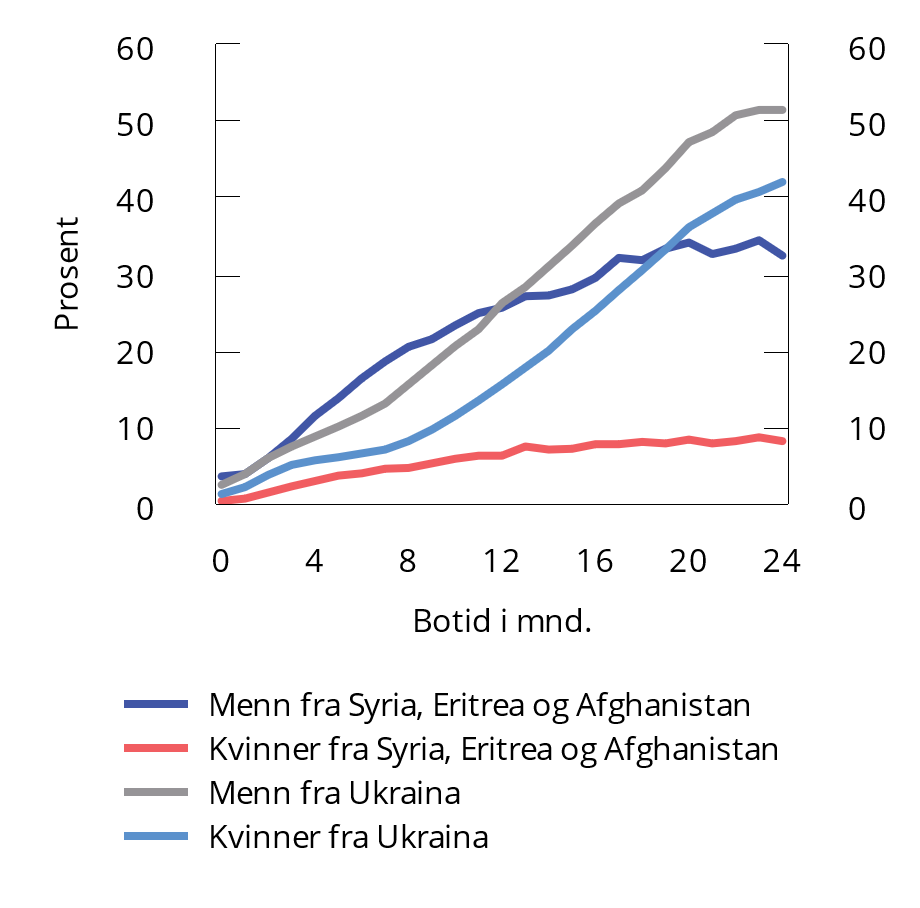 60 60
50 50
40 40
30 30
20 20
10 10
0 0
Prosent
0 4 8 12 16 20 24
Botid i mnd.
Menn fra Syria, Eritrea og Afghanistan
Kvinner fra Syria, Eritrea og Afghanistan
Menn fra Ukraina
Kvinner fra Ukraina